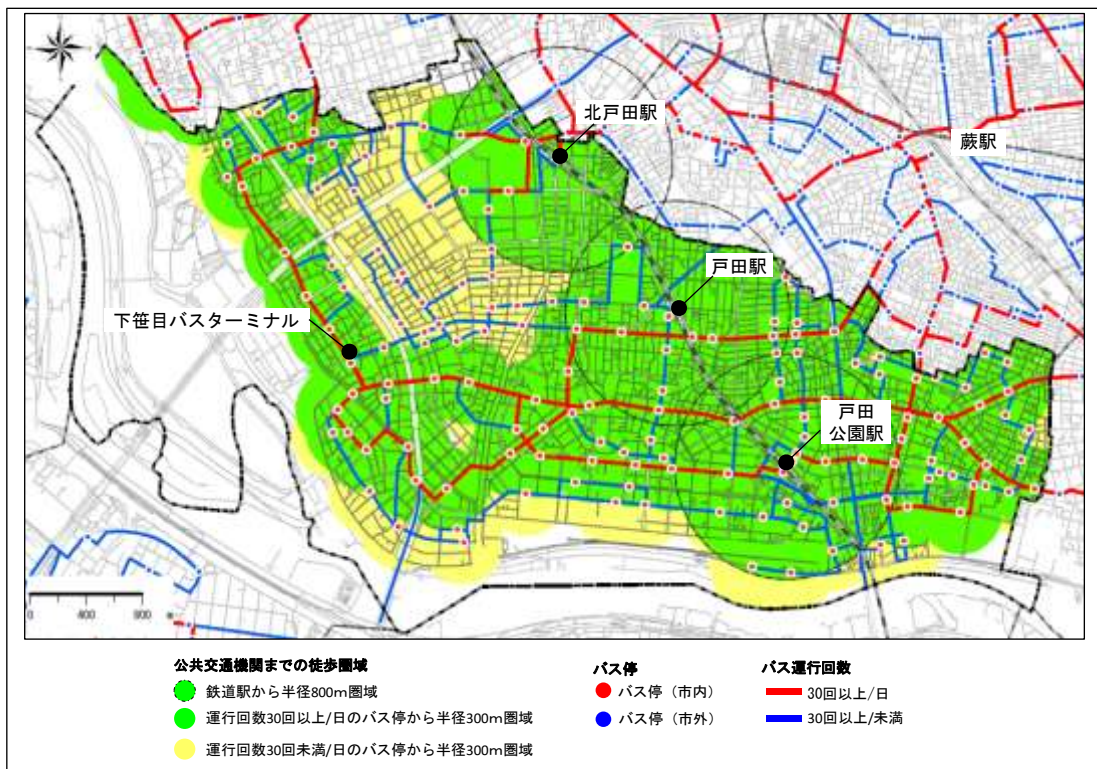 北戸田駅
蕨駅
戸田駅
下笹目バスターミナル
戸田
公園駅
0 400 800 m
公共交通機関までの徒歩圏域
鉄道駅から半径800m圏域
運行回数30回以上/日のバス停から半径300m圏域
運行回数30回未満/日のバス停から半径300m圏域
バス停
バス停（市内）
バス停（市外）
バス運行回数
30回以上/日
30回以上/未満